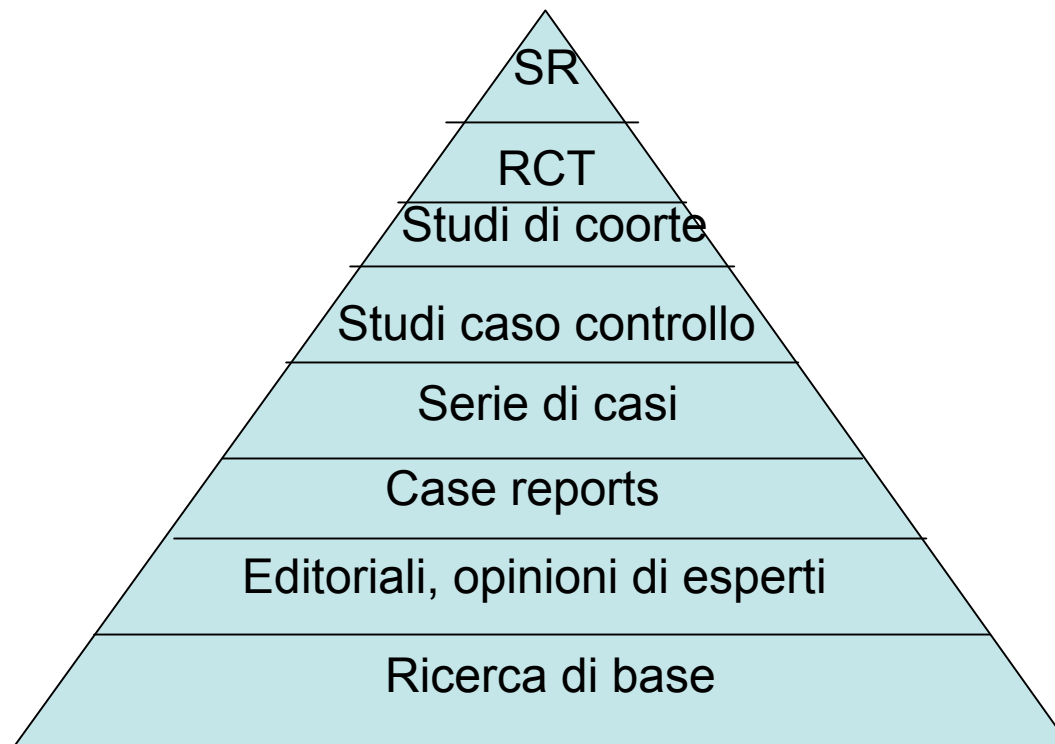 SR
RCT
Studi di coorte
Studi caso controllo
Serie di casi
Case reports
Editoriali, opinioni di esperti
Ricerca di base